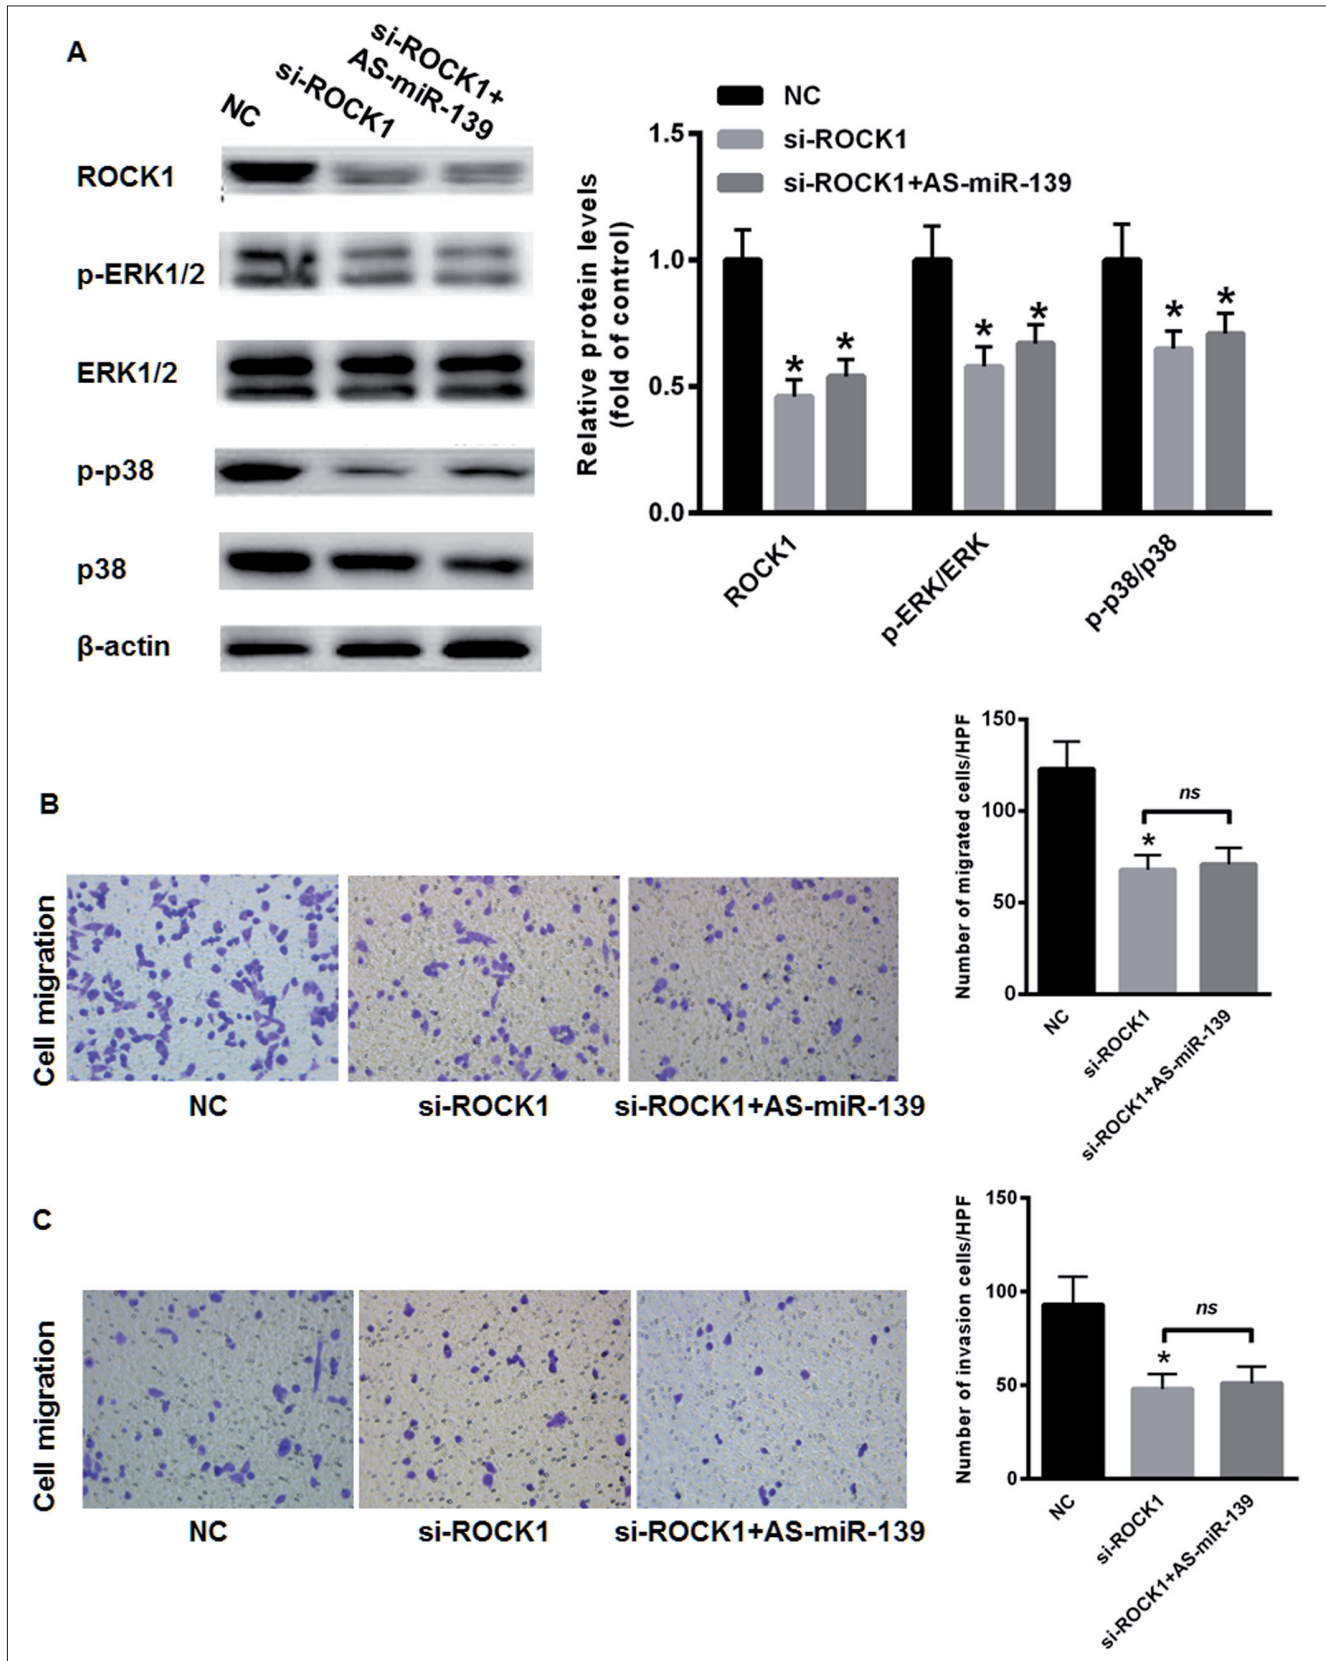 A
NC
si-ROCK1
si-ROCK1+
AS-miR-139
ROCK1
p-ERK1/2
ERK1/2
p-p38
p38
β-actin
NC
si-ROCK1
si-ROCK1+AS-miR-139
Relative protein levels
(fold of control)
1.5
1.0
0.5
0.0
*
*
*
*
*
*
ROCK1
p-ERK/ERK
p-p38/p38
B
Cell migration
NC
si-ROCK1
si-ROCK1+AS-miR-139
Number of migrated cells/HPF
150
100
50
0
*
ns
NC
si-ROCK1
si-ROCK1+AS-miR-139
C
Cell migration
NC
si-ROCK1
si-ROCK1+AS-miR-139
Number of invasion cells/HPF
150
100
50
0
*
ns
NC
si-ROCK1
si-ROCK1+AS-miR-139